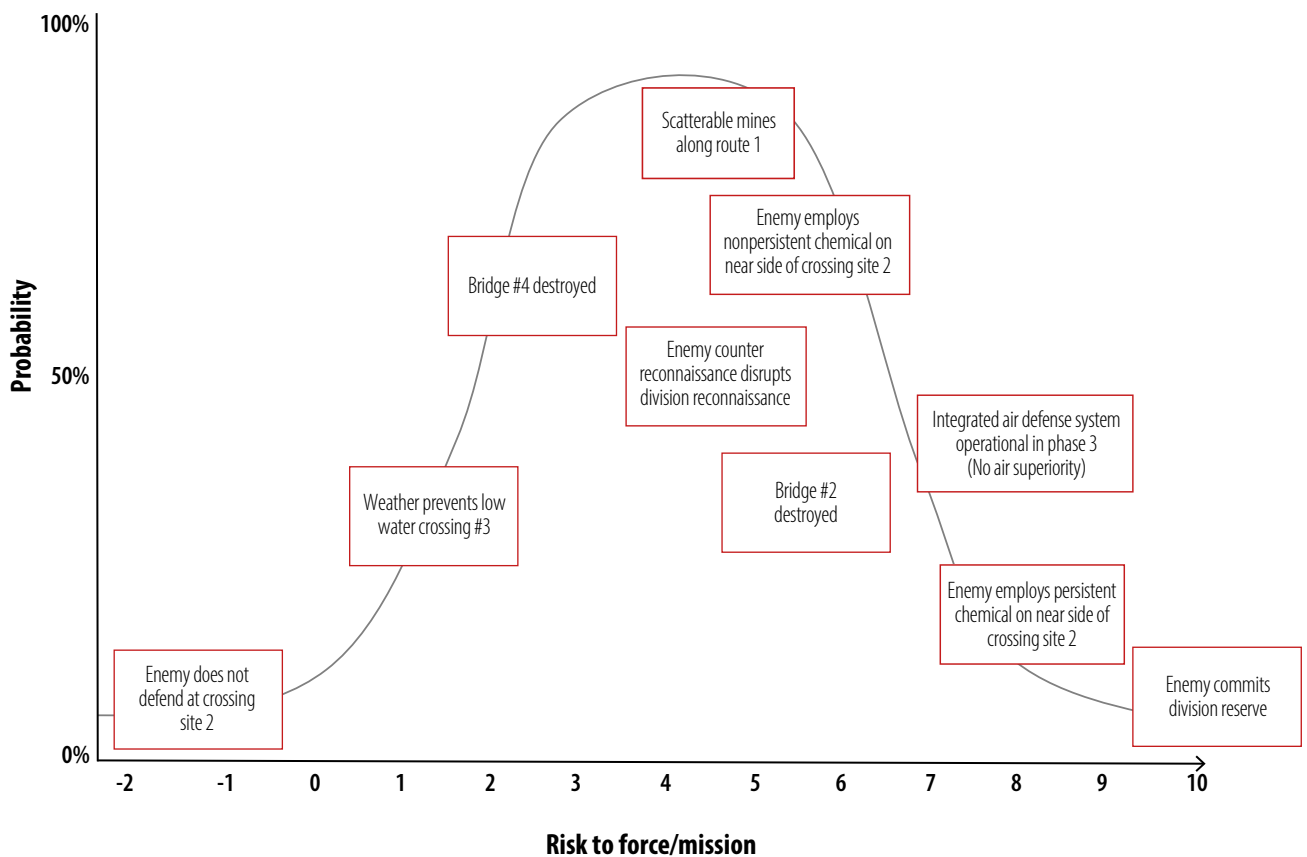 100%
Scatterable mines
along route 1
Enemy employs
nonpersistent chemical on
near side of crossing site 2
Bridge #4 destroyed
Probability
Enemy counter
reconnaissance disrupts
division reconnaissance
50%
Integrated air defense system
operational in phase 3
(No air superiority)
Bridge #2
destroyed
Weather prevents low
water crossing #3
Enemy employs persistent
chemical on near side of
crossing site 2
Enemy does not
defend at crossing
site 2
Enemy commits
division reserve
0%
-2 -1 0 1 2 3 4 5 6 7 8 9 10
Risk to force/mission